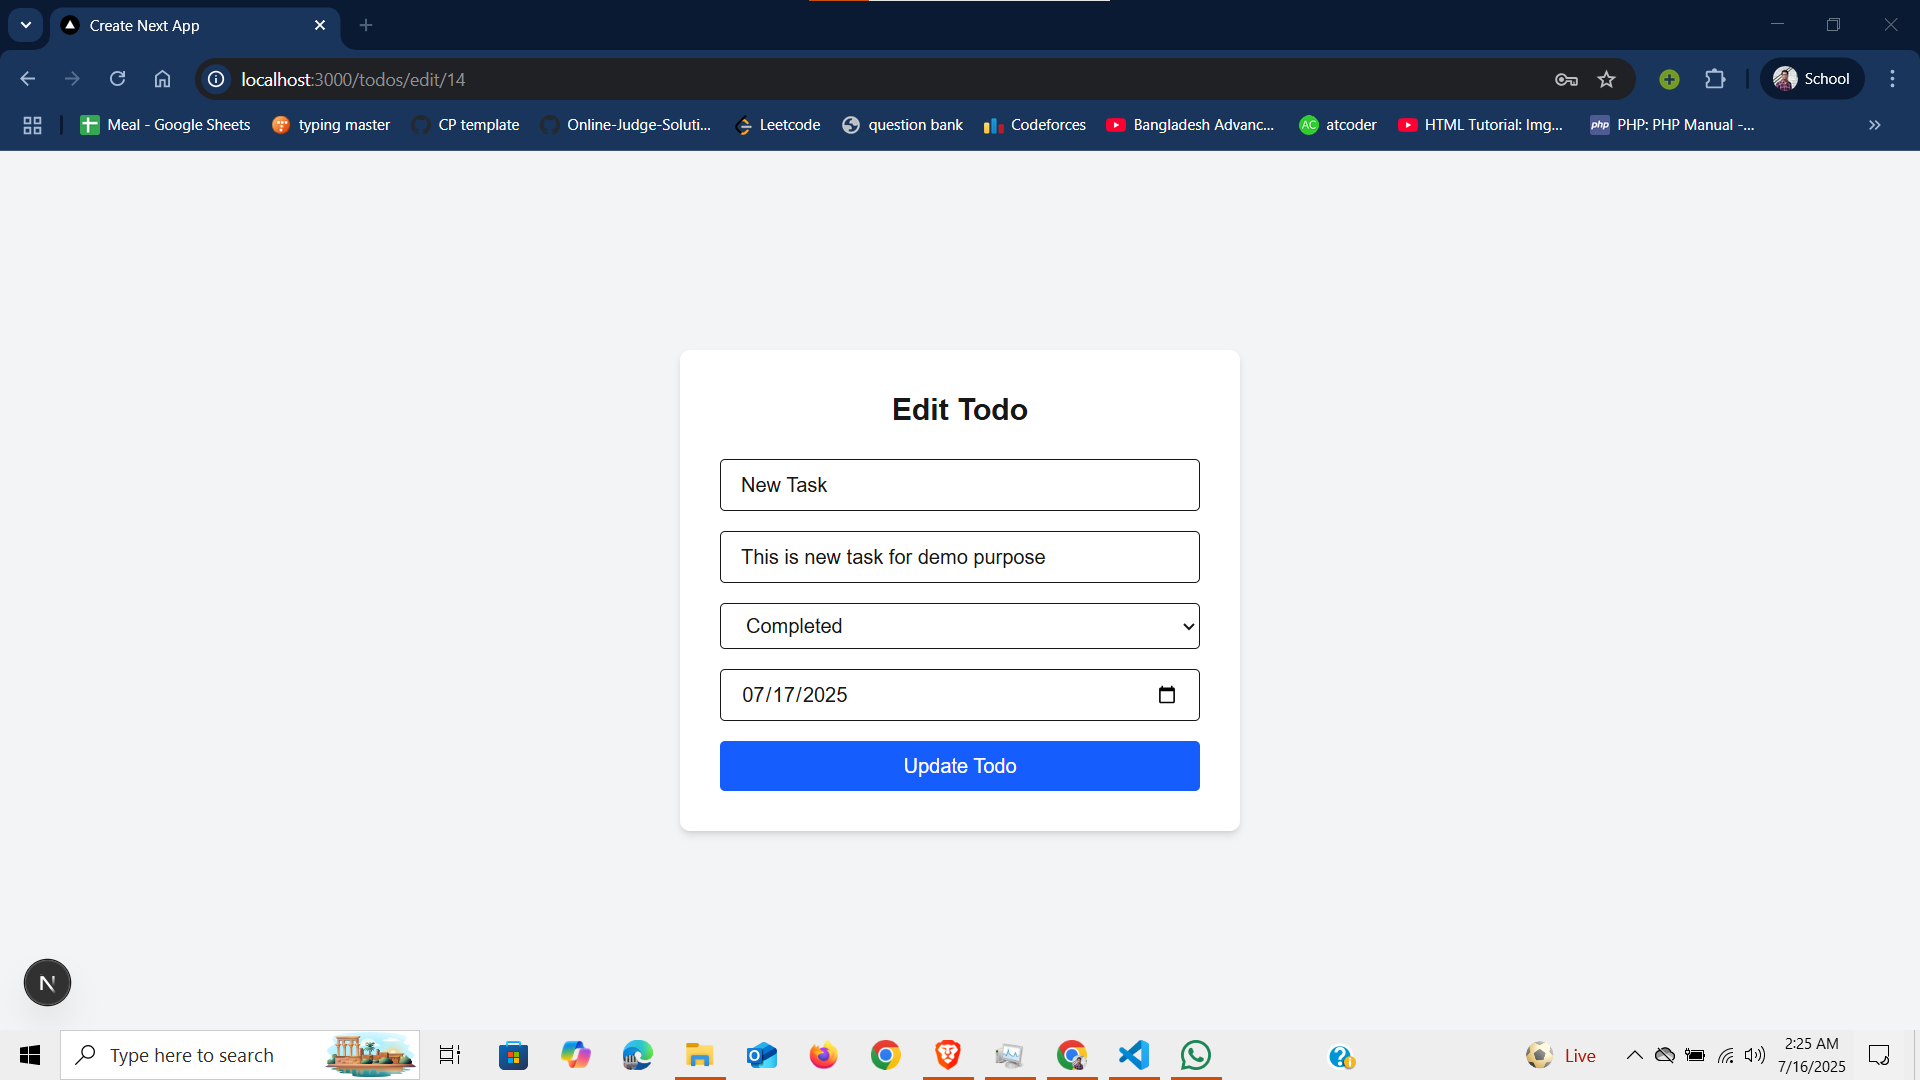 Create Next App
localhost:3000/todos/edit/14
School
Meal - Google Sheets
typing master
CP template
Online-Judge-Soluti...
Leetcode
question bank
Codeforces
Bangladesh Advanc...
AC
atcoder
HTML Tutorial: Img...
php
PHP: PHP Manual -...
Edit Todo
New Task
This is new task for demo purpose
Completed
07/17/2025
Update Todo
N
Type here to search
Live
2:25 AM
7/16/2025